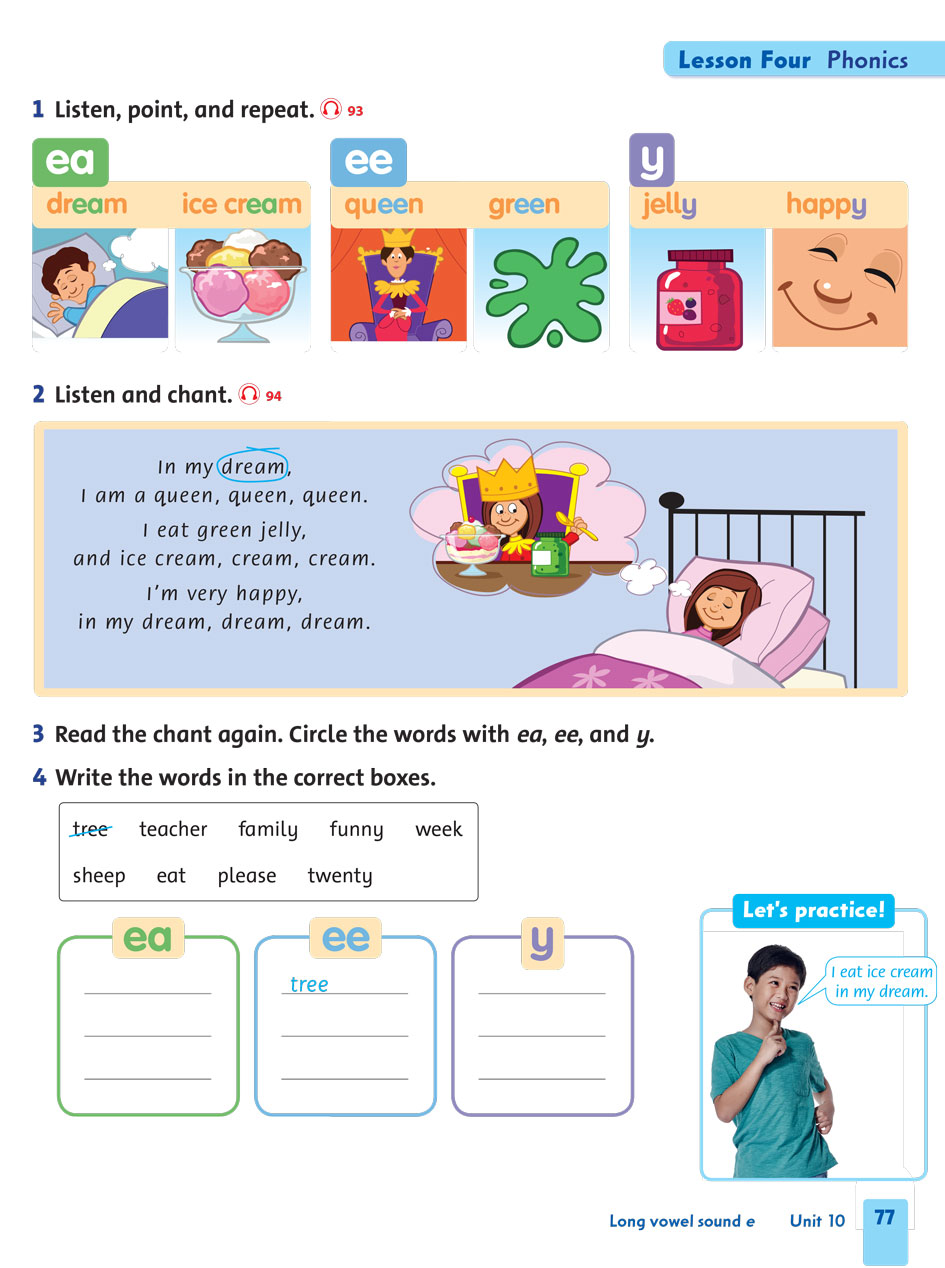 Lesson Four Phonics
1 Listen, point, and repeat. 93
ea
dream ice cream
ee
queen green
y
jelly happy
2 Listen and chant. 94
In my dream,
I am a queen, queen, queen.
I eat green jelly,
and ice cream, cream, cream.
I'm very happy,
in my dream, dream, dream.
3 Read the chant again. Circle the words with ea, ee, and y.
4 Write the words in the correct boxes.
tree teacher family funny week
sheep eat please twenty
ea ee y
tree
Let's practice!
I eat ice cream
in my dream.
Long vowel sound e Unit 10 77